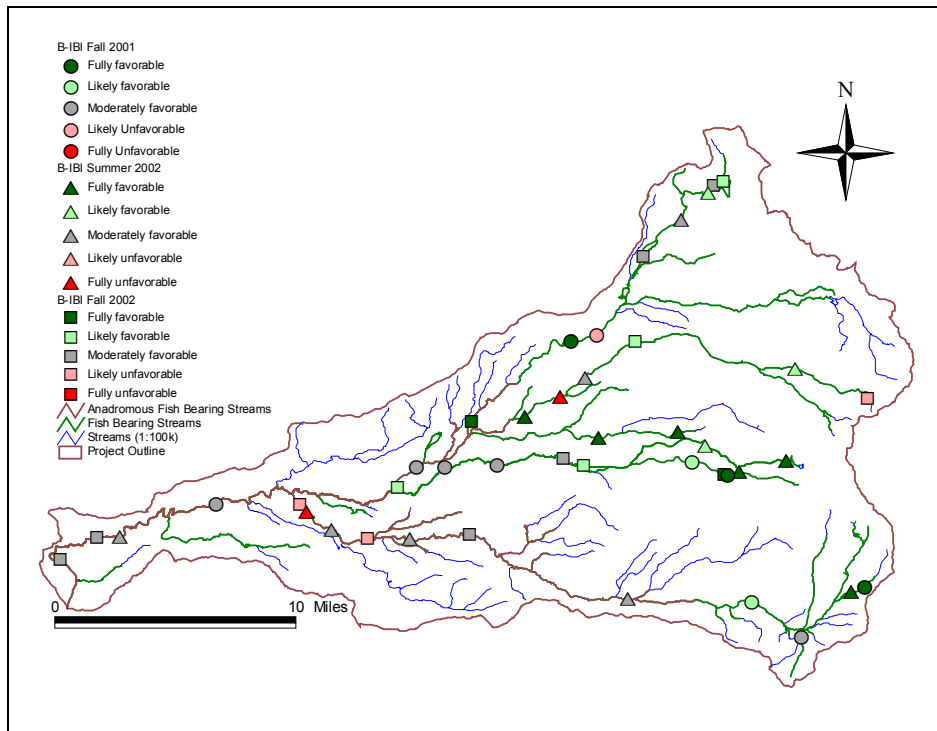 B-IBI Fall 2001
Fully favorable
Likely favorable
Moderately favorable
Likely Unfavorable
Fully Unfavorable
B-IBI Summer 2002
Fully favorable
Likely favorable
Moderately favorable
Likely unfavorable
Fully unfavorable
B-IBI Fall 2002
Fully favorable
Likely favorable
Moderately favorable
Likely unfavorable
Fully unfavorable
Anadromous Fish Bearing Streams
Fish Bearing Streams
Streams (1:100k)
Project Outline
N
0 10 Miles